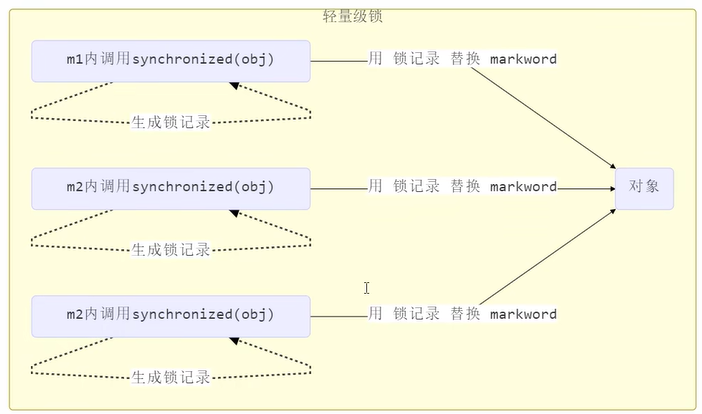 轻量级锁
m1内调用synchronized(obj)
用 锁记录 替换 markword
生成锁记录
m2内调用synchronized(obj)
用 锁记录 替换 markword
对象
生成锁记录
m2内调用synchronized(obj)
用 锁记录 替换 markword
生成锁记录